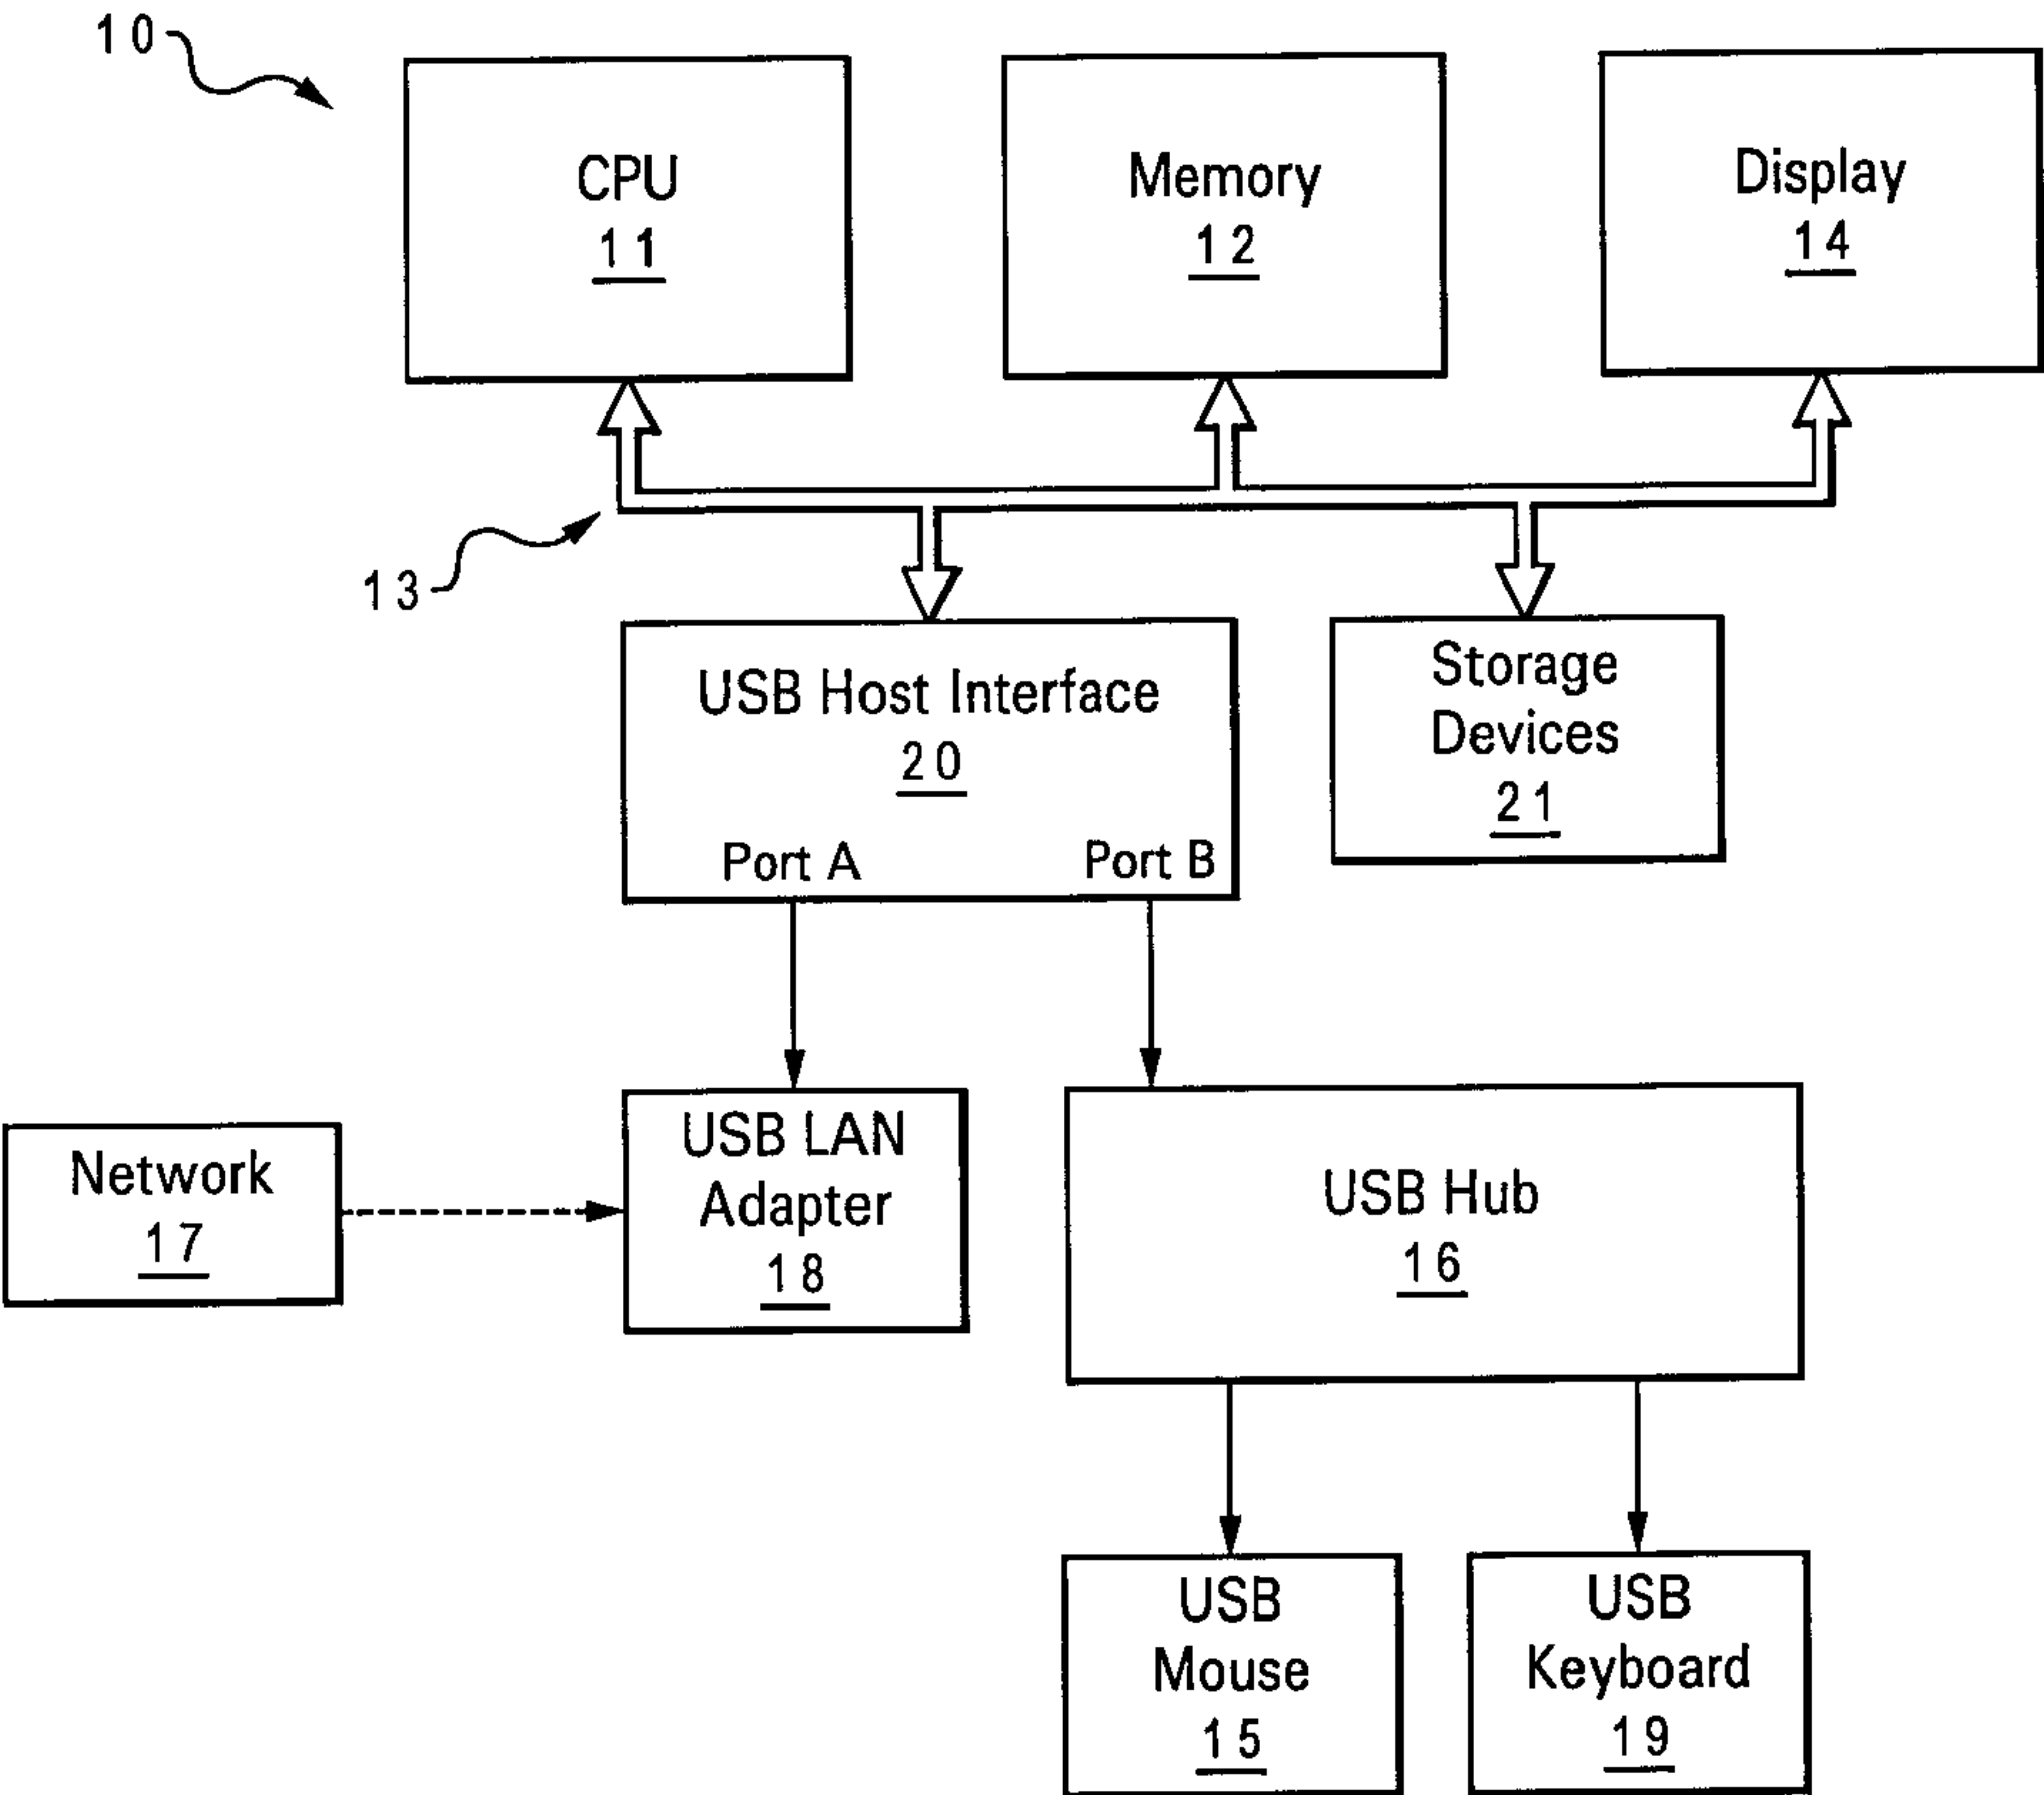 10
CPU
11
Memory
12
Display
14
13
USB Host Interface
20
Port A
Port B
Storage
Devices
21
Network
17
USB LAN
Adapter
18
USB Hub
16
USB
Mouse
15
USB
Keyboard
19